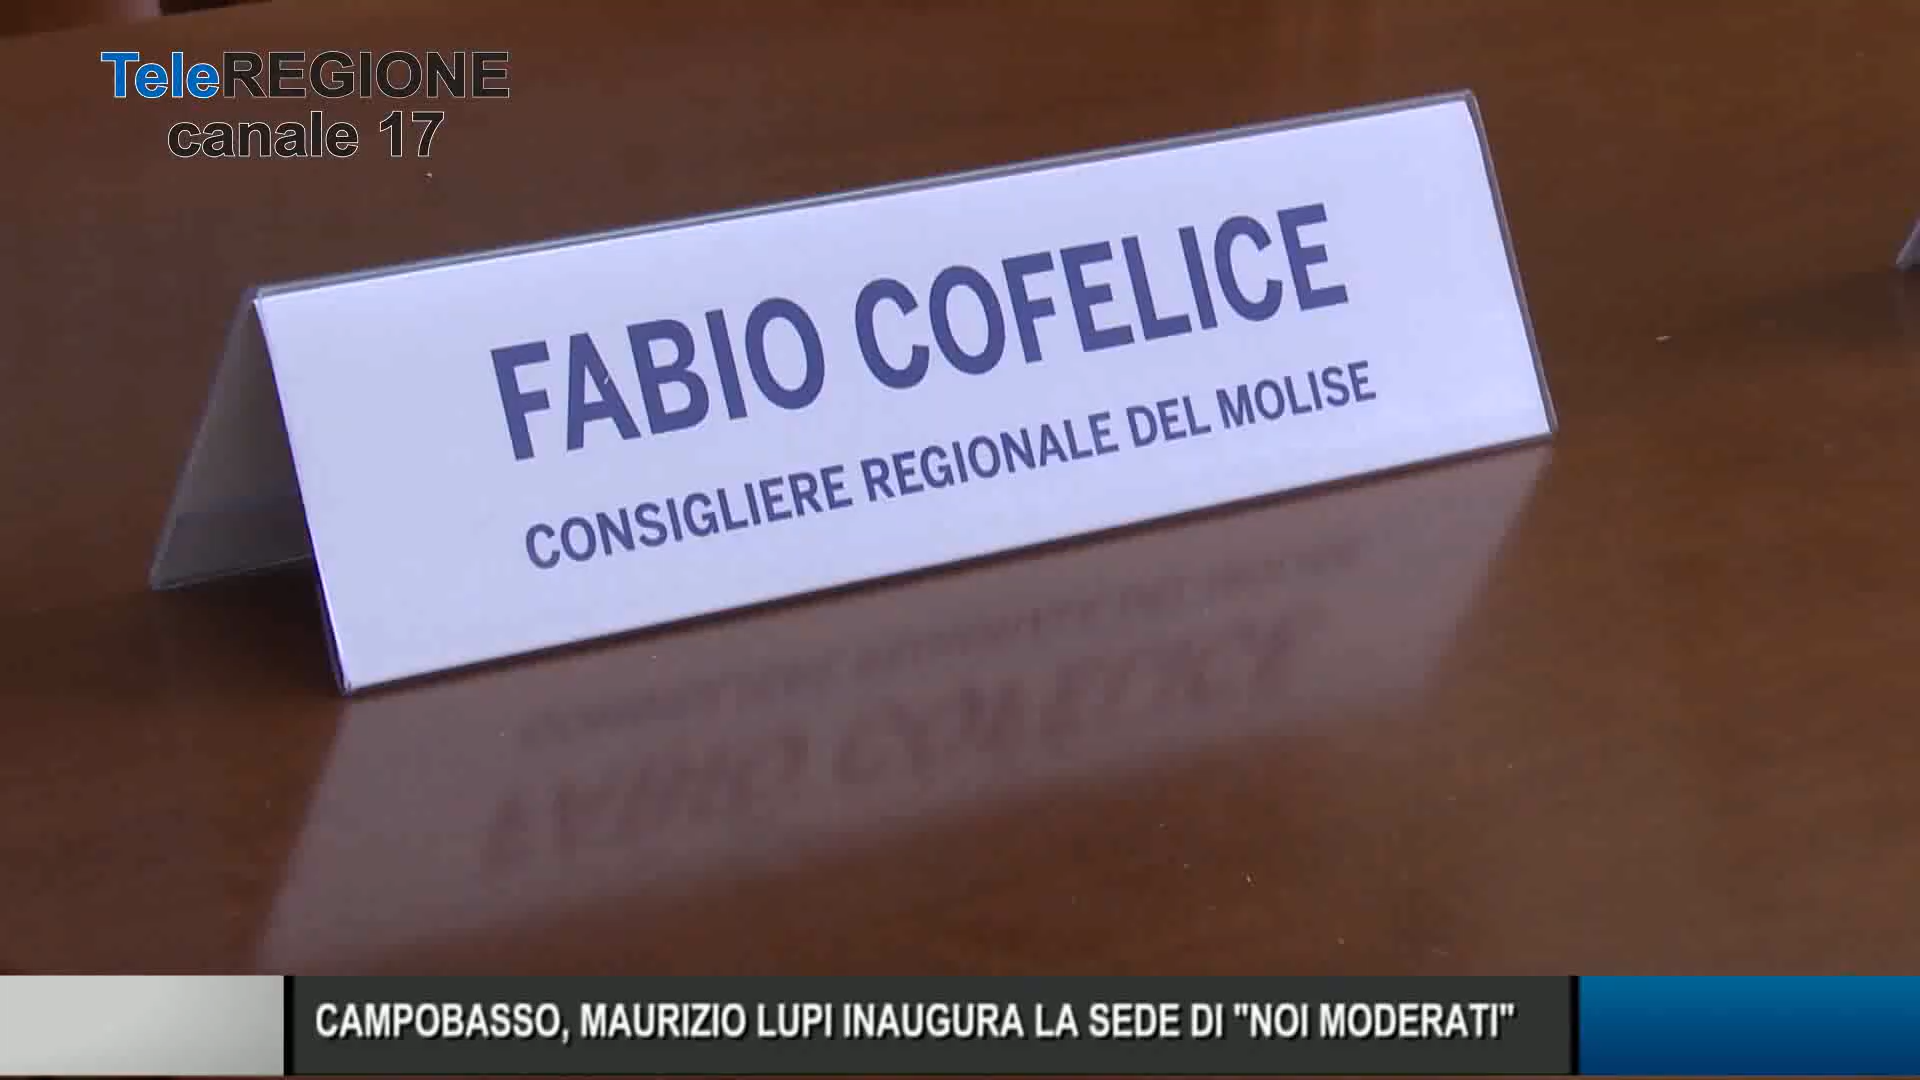 TeleREGIONE
canale 17
FABIO COFELICE
CONSIGLIERE REGIONALE DEL MOLISE
CAMPOBASSO, MAURIZIO LUPI INAUGURA LA SEDE DI "NOI MODERATI"